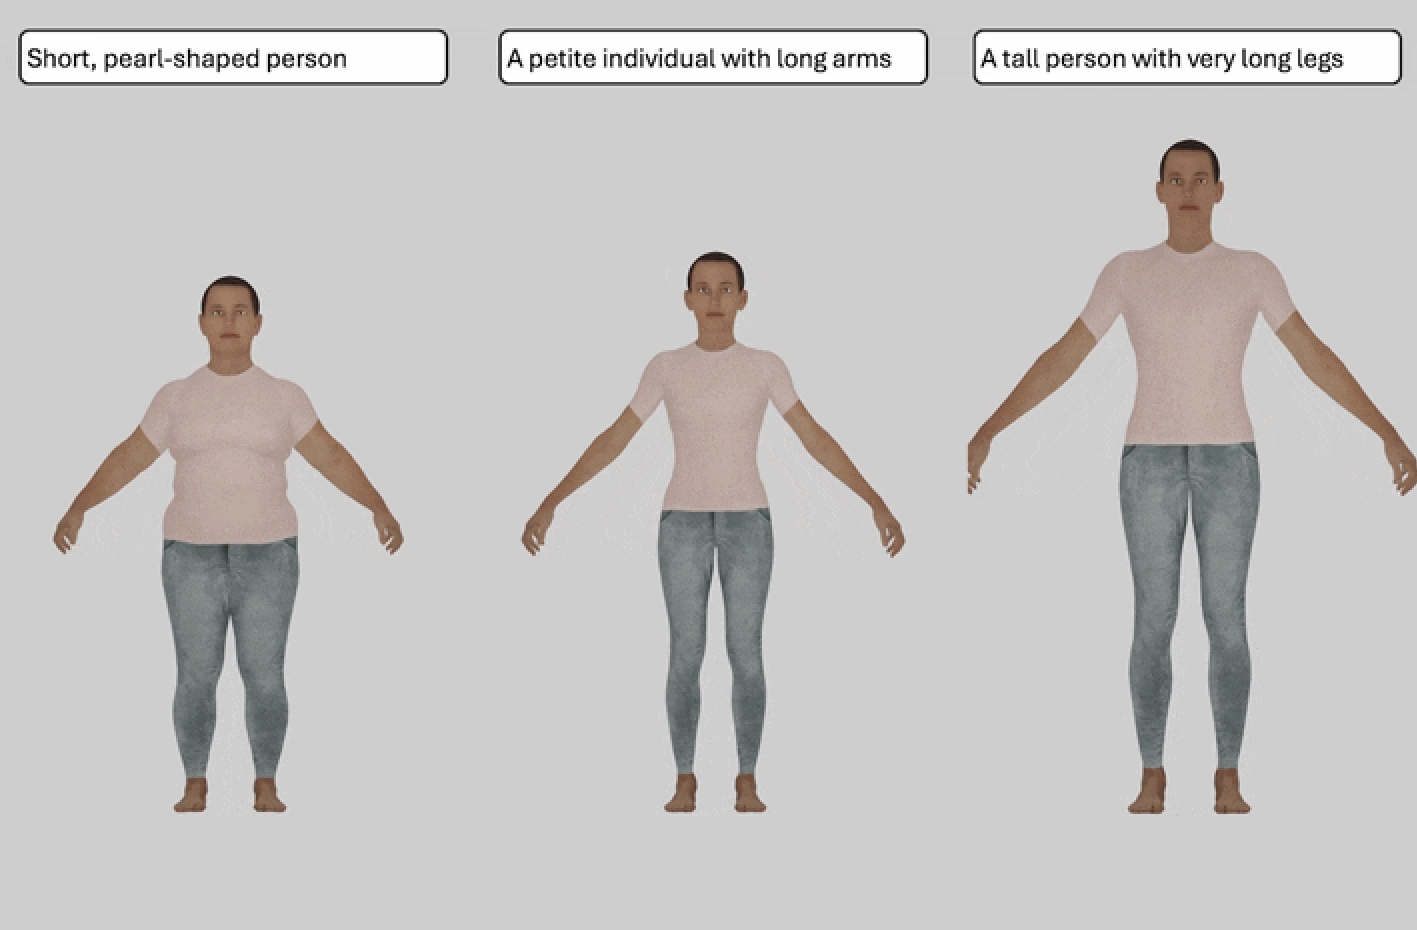 Short, pearl-shaped person
A petite individual with long arms
A tall person with very long legs